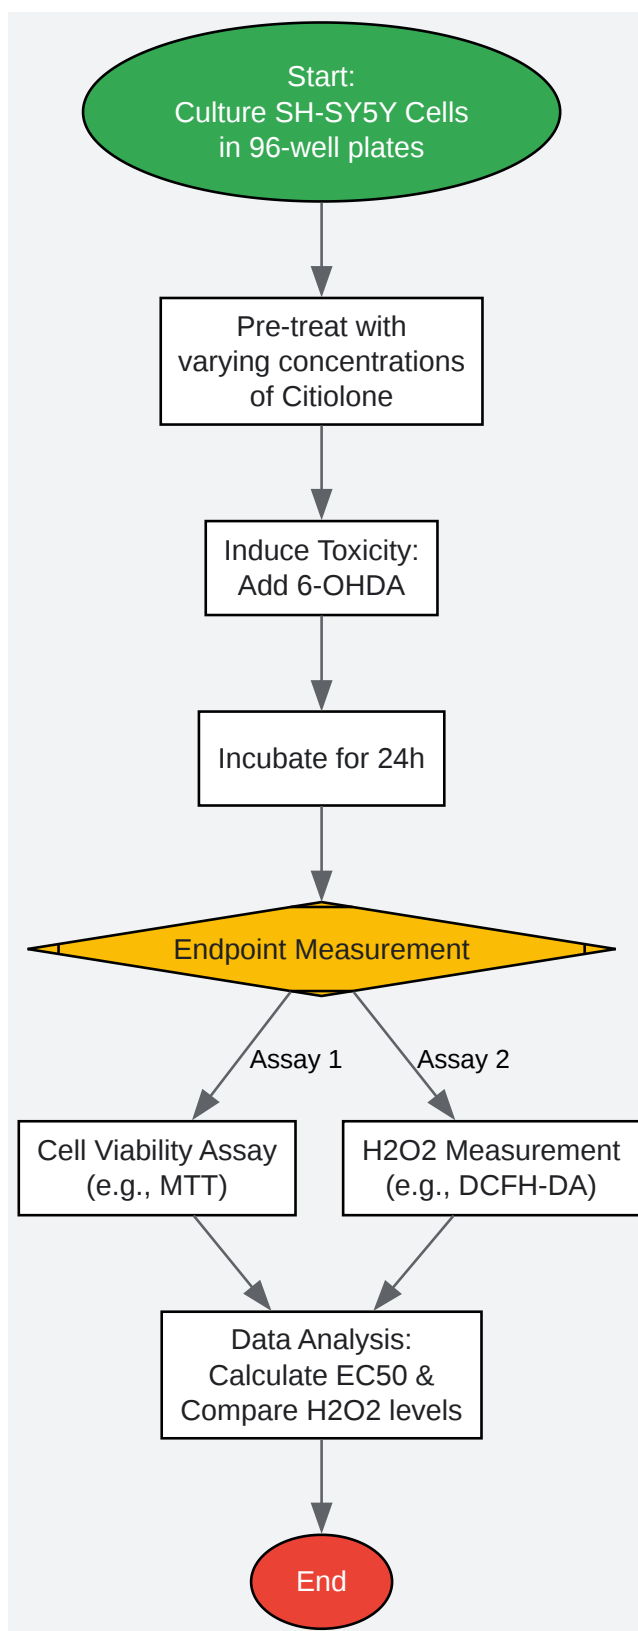 Start:
Culture SH-SY5Y Cells
in 96-well plates
Pre-treat with
varying concentrations
of Citiolone
Induce Toxicity:
Add 6-OHDA
Incubate for 24h
Endpoint Measurement
Assay 1
Assay 2
Cell Viability Assay
(e.g., MTT)
H2O2 Measurement
(e.g., DCFH-DA)
Data Analysis:
Calculate EC50 &
Compare H2O2 levels
End